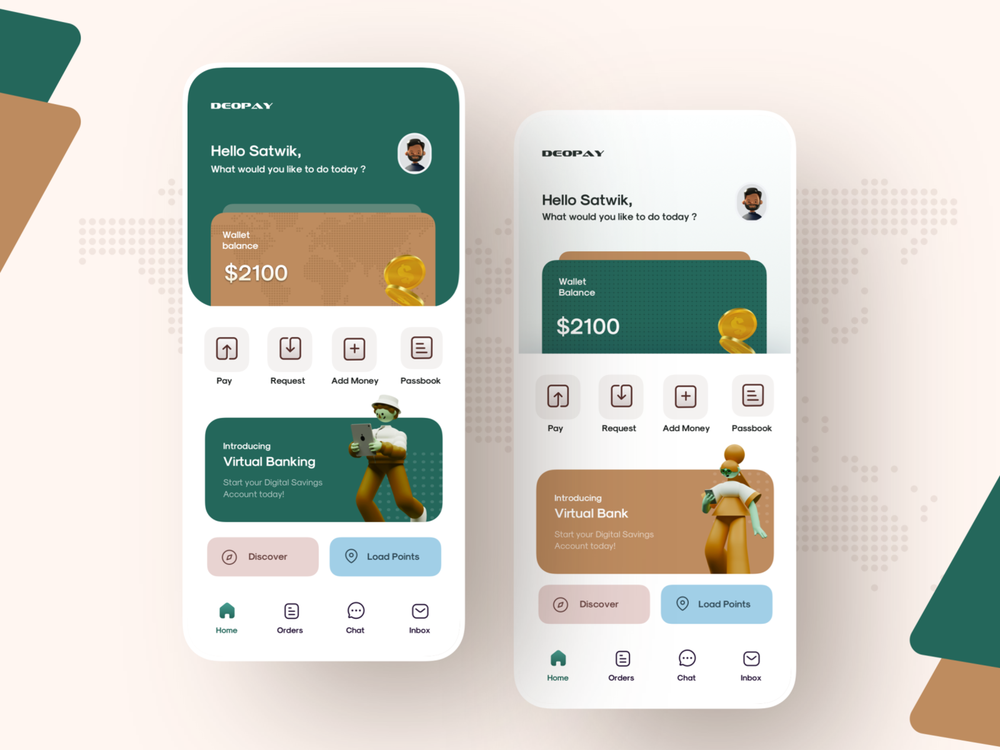 DEOPAY
Hello Satwik,
What would you like to do today ?
Wallet
balance
$2100
Pay
Request
Add Money
Passbook
Introducing
Virtual Banking
Start your Digital Savings
Account today!
Discover
Load Points
Home
Orders
Chat
Inbox
DEOPAY
Hello Satwik,
What would you like to do today ?
Wallet
Balance
$2100
Pay
Request
Add Money
Passbook
Introducing
Virtual Bank
Start your Digital Savings
Account today!
Discover
Load Points
Home
Orders
Chat
Inbox